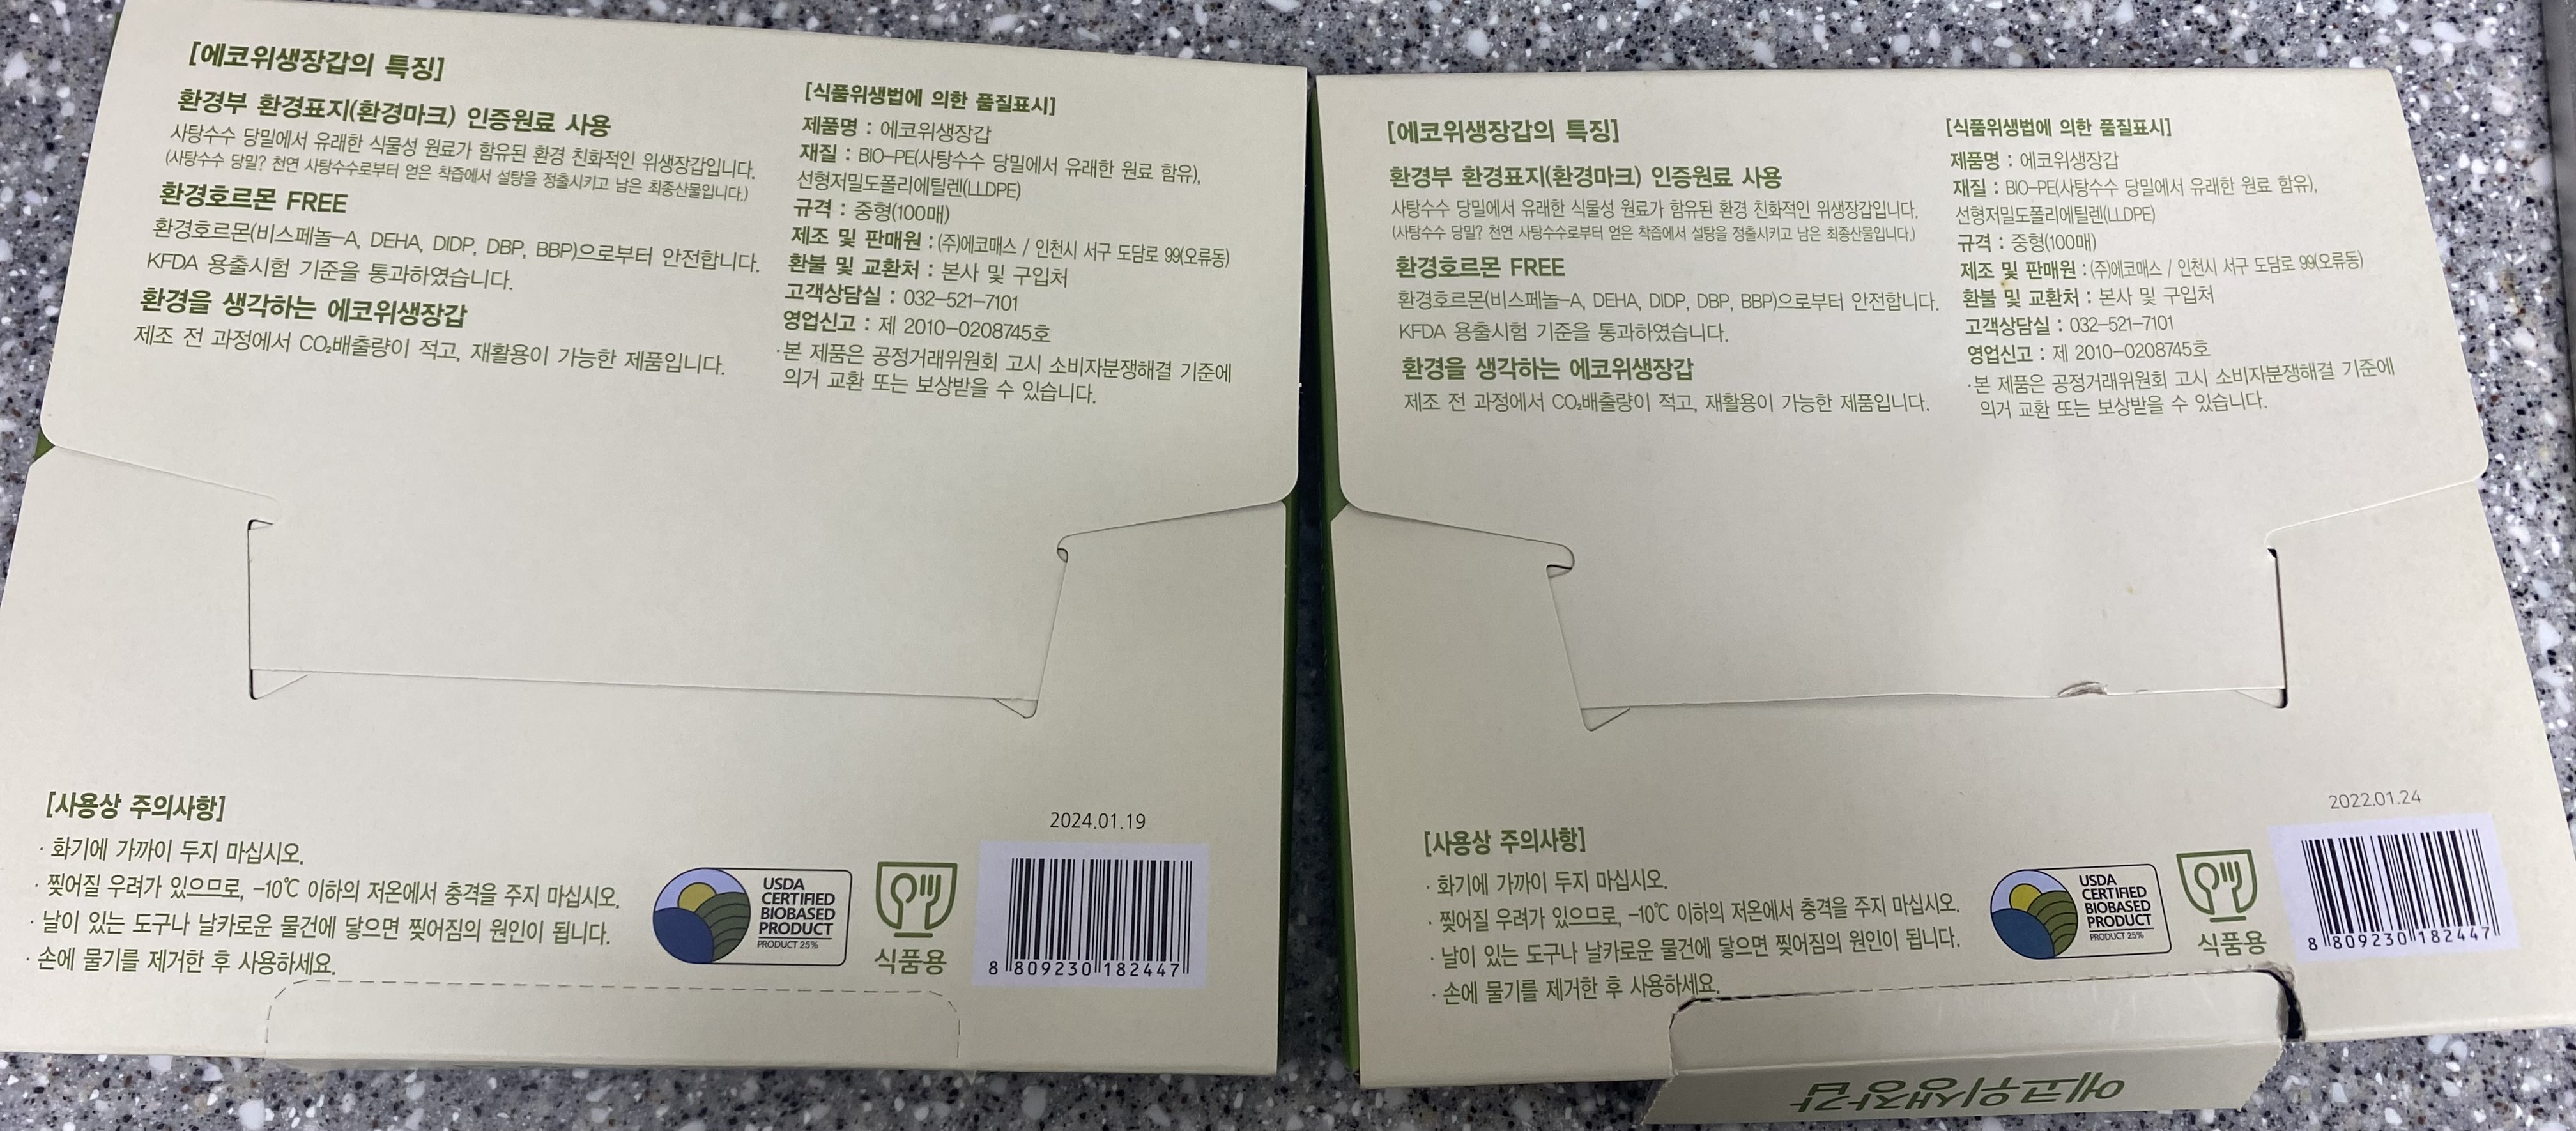 [에코위생장갑의 특징]
환경부 환경표지(환경마크) 인증원료 사용
사탕수수 당밀에서 유래한 식물성 원료가 함유된 환경 친화적인 위생장갑입니다.
(사탕수수 당밀? 천연 사탕수수로부터 얻은 착즙에서 설탕을 정출시키고 남은 최종산물입니다.)
환경호르몬 FREE
환경호르몬(비스페놀-A, DEHA, DIDP, DBP, BBP)으로부터 안전합니다.
KFDA 용출시험 기준을 통과하였습니다.
환경을 생각하는 에코위생장갑
제조 전 과정에서 CO₂배출량이 적고, 재활용이 가능한 제품입니다.
[식품위생법에 의한 품질표시]
제품명 : 에코위생장갑
재질 : BIO-PE(사탕수수 당밀에서 유래한 원료 함유),
선형저밀도폴리에틸렌(LLDPE)
규격 : 중형(100매)
제조 및 판매원 : (주)에코매스 / 인천시 서구 도담로 99(오류동)
환불 및 교환처 : 본사 및 구입처
고객상담실 : 032-521-7101
영업신고 : 제 2010-0208745호
·본 제품은 공정거래위원회 고시 소비자분쟁해결 기준에
의거 교환 또는 보상받을 수 있습니다.
[사용상 주의사항]
· 화기에 가까이 두지 마십시오.
· 찢어질 우려가 있으므로, -10℃ 이하의 저온에서 충격을 주지 마십시오.
· 날이 있는 도구나 날카로운 물건에 닿으면 찢어짐의 원인이 됩니다.
· 손에 물기를 제거한 후 사용하세요.
USDA
CERTIFIED
BIOBASED
PRODUCT
PRODUCT 25%
식품용
2024.01.19
8 809230 182447
[에코위생장갑의 특징]
환경부 환경표지(환경마크) 인증원료 사용
사탕수수 당밀에서 유래한 식물성 원료가 함유된 환경 친화적인 위생장갑입니다.
(사탕수수 당밀? 천연 사탕수수로부터 얻은 착즙에서 설탕을 정출시키고 남은 최종산물입니다.)
환경호르몬 FREE
환경호르몬(비스페놀-A, DEHA, DIDP, DBP, BBP)으로부터 안전합니다.
KFDA 용출시험 기준을 통과하였습니다.
환경을 생각하는 에코위생장갑
제조 전 과정에서 CO₂배출량이 적고, 재활용이 가능한 제품입니다.
[식품위생법에 의한 품질표시]
제품명 : 에코위생장갑
재질 : BIO-PE(사탕수수 당밀에서 유래한 원료 함유),
선형저밀도폴리에틸렌(LLDPE)
규격 : 중형(100매)
제조 및 판매원 : (주)에코매스 / 인천시 서구 도담로 99(오류동)
환불 및 교환처 : 본사 및 구입처
고객상담실 : 032-521-7101
영업신고 : 제 2010-0208745호
·본 제품은 공정거래위원회 고시 소비자분쟁해결 기준에
의거 교환 또는 보상받을 수 있습니다.
[사용상 주의사항]
· 화기에 가까이 두지 마십시오.
· 찢어질 우려가 있으므로, -10℃ 이하의 저온에서 충격을 주지 마십시오.
· 날이 있는 도구나 날카로운 물건에 닿으면 찢어짐의 원인이 됩니다.
· 손에 물기를 제거한 후 사용하세요.
USDA
CERTIFIED
BIOBASED
PRODUCT
PRODUCT 25%
식품용
2022.01.24
8 809230 182447
에코위생장갑